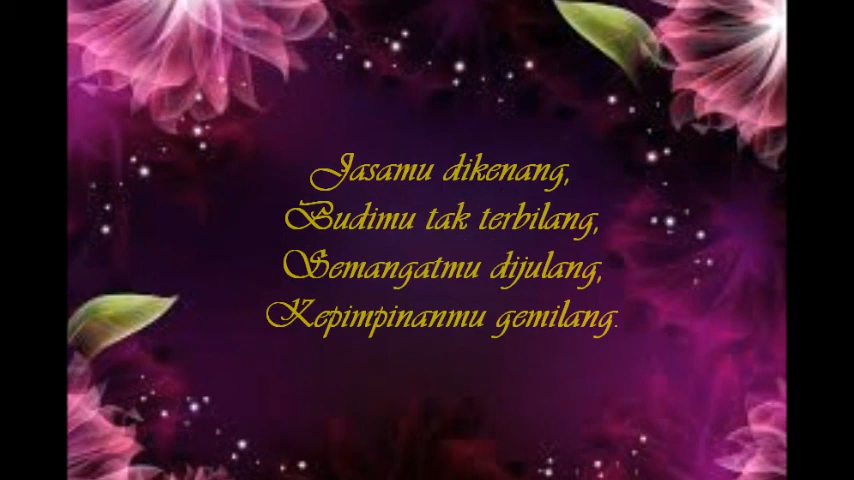 Jasamu dikenang,
Budimu tak terbilang,
Semangatmu dijulang,
Kepimpinanmu gemilang.